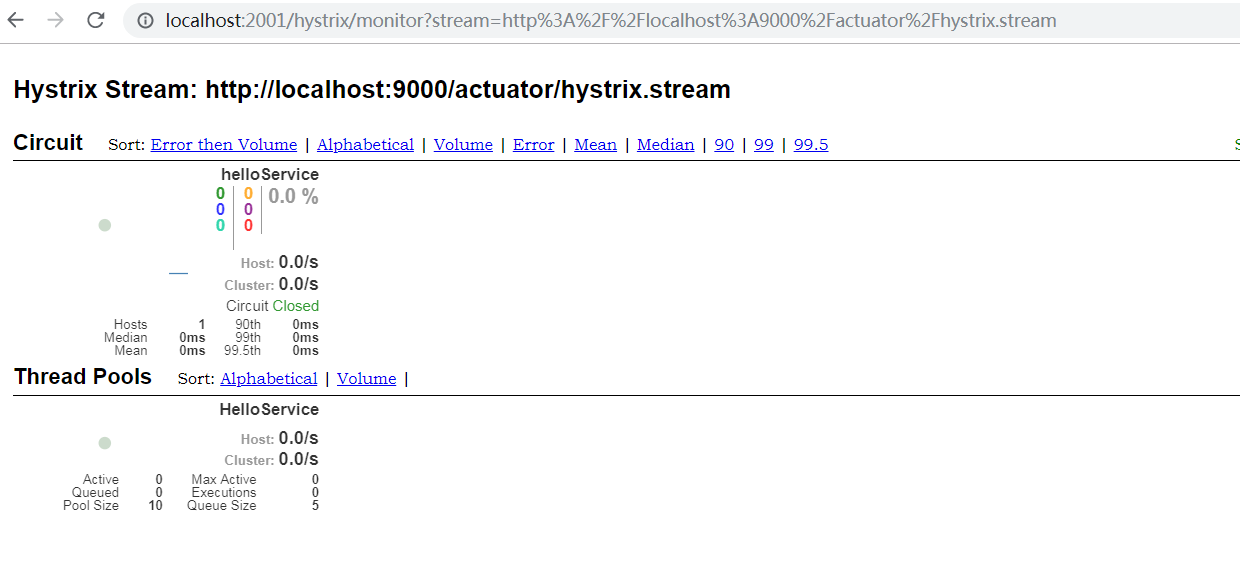 localhost:2001/hystrix/monitor?stream=http%3A%2F%2Flocalhost%3A9000%2Factuator%2Fhystrix.stream
Hystrix Stream: http://localhost:9000/actuator/hystrix.stream
Circuit Sort: Error then Volume | Alphabetical | Volume | Error | Mean | Median | 90 | 99 | 99.5
helloService
0 0 0.0 %
0 0
0 0
Host: 0.0/s
Cluster: 0.0/s
Circuit Closed
Hosts 1 90th 0ms
Median 0ms 99th 0ms
Mean 0ms 99.5th 0ms
Thread Pools Sort: Alphabetical | Volume |
HelloService
Host: 0.0/s
Cluster: 0.0/s
Active 0 Max Active 0
Queued 0 Executions 0
Pool Size 10 Queue Size 5